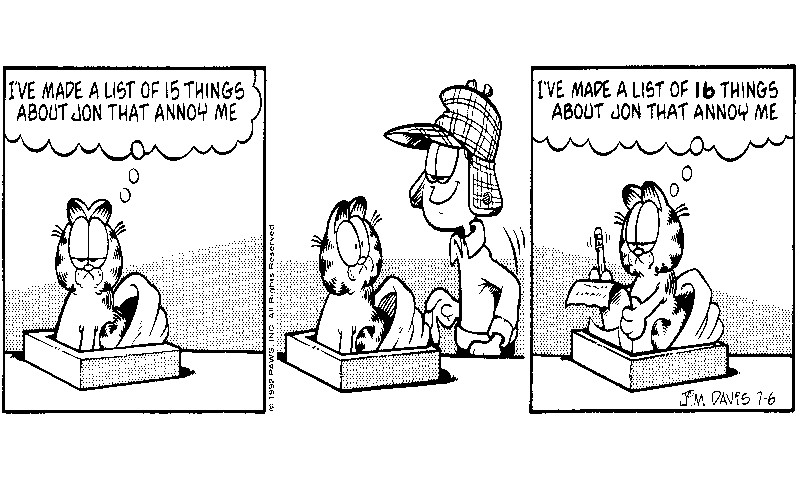 I'VE MADE A LIST OF 15 THINGS
ABOUT JON THAT ANNOY ME
© 1992 PAWS, INC. All Rights Reserved
I'VE MADE A LIST OF 16 THINGS
ABOUT JON THAT ANNOY ME
JIM DAVIS 7-6